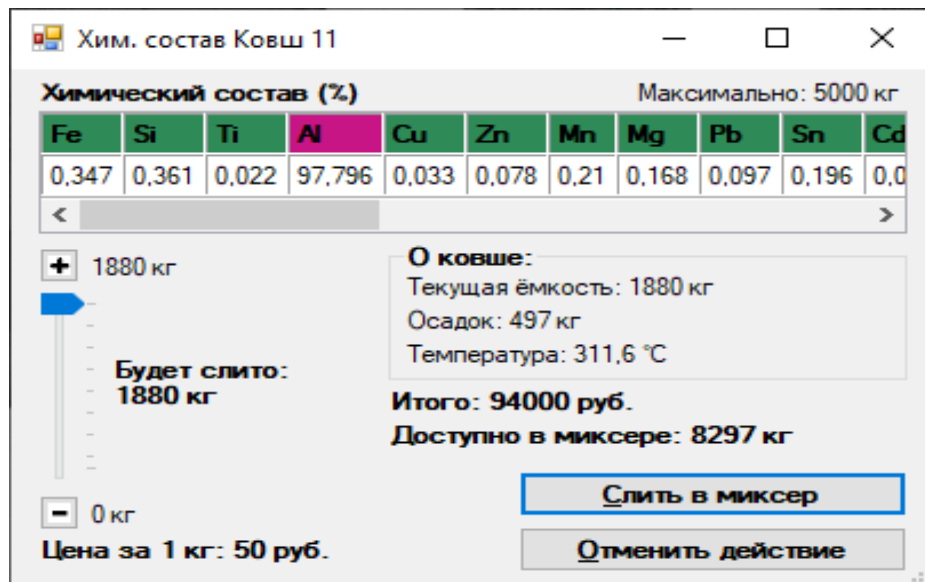 Хим. состав Ковш 11
Химический состав (%) Максимально: 5000 кг
Fe Si Ti Al Cu Zn Mn Mg Pb Sn Cd
0,347 0,361 0,022 97,796 0,033 0,078 0,21 0,168 0,097 0,196 0,0
+ 1880 кг
О ковше:
Текущая ёмкость: 1880 кг
Осадок: 497 кг
Температура: 311,6 °С
Будет слито:
1880 кг
Итого: 94000 руб.
Доступно в миксере: 8297 кг
Слить в миксер
- 0 кг
Цена за 1 кг: 50 руб.
Отменить действие